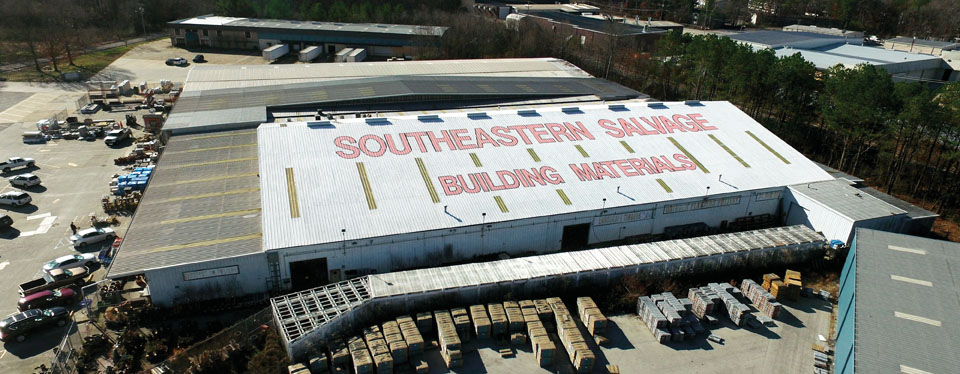 SOUTHEASTERN SALVAGE
BUILDING MATERIALS